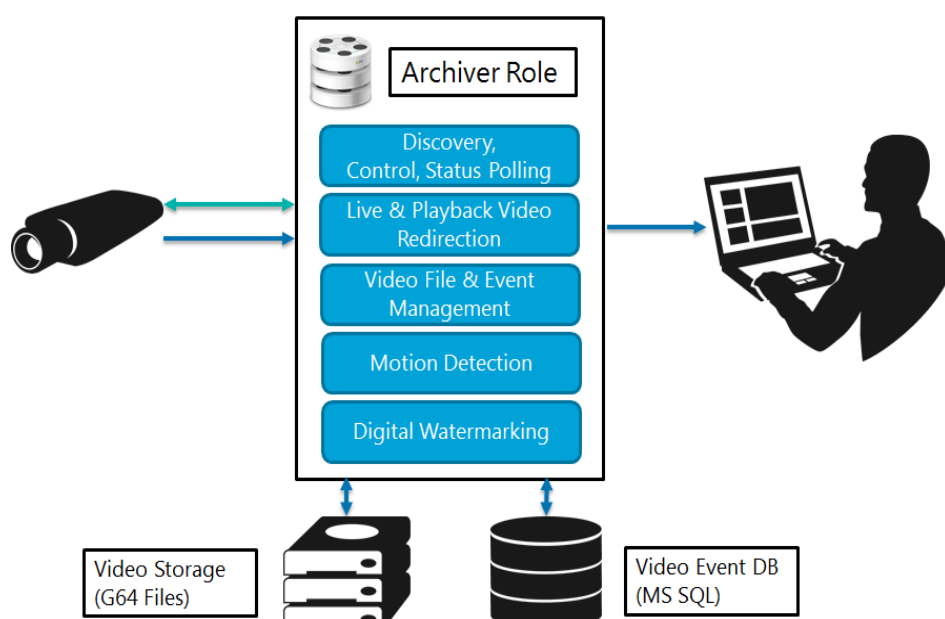 Archiver Role
Discovery,
Control, Status Polling
Live & Playback Video
Redirection
Video File & Event
Management
Motion Detection
Digital Watermarking
Video Storage
(G64 Files)
Video Event DB
(MS SQL)